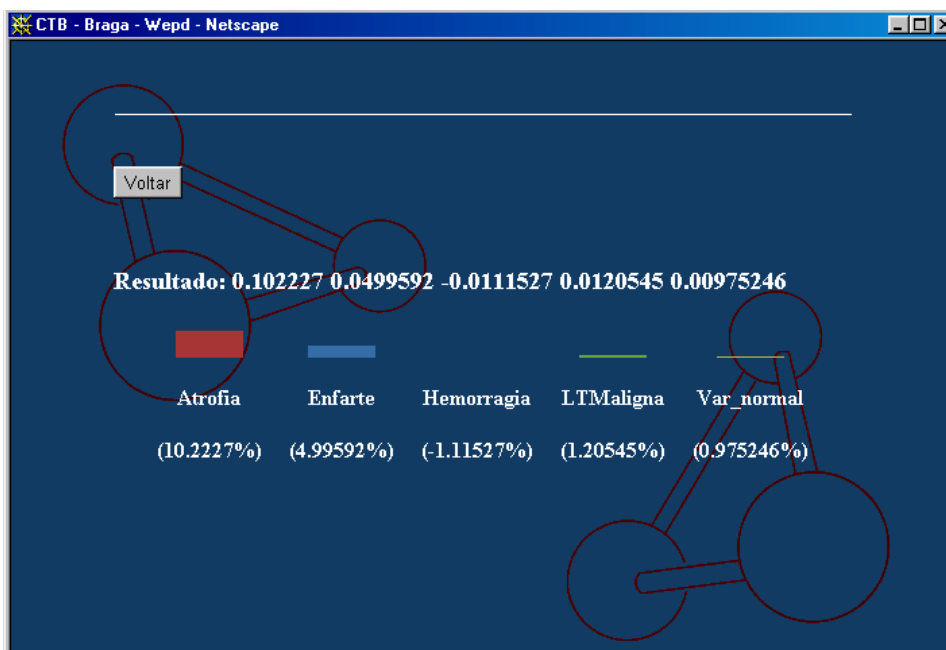 CTB - Braga - Wepd - Netscape
Voltar
Resultado: 0.102227 0.0499592 -0.0111527 0.0120545 0.00975246
Atrofia Enfarte Hemorragia LTMaligna Var_normal
(10.2227%) (4.99592%) (-1.11527%) (1.20545%) (0.975246%)